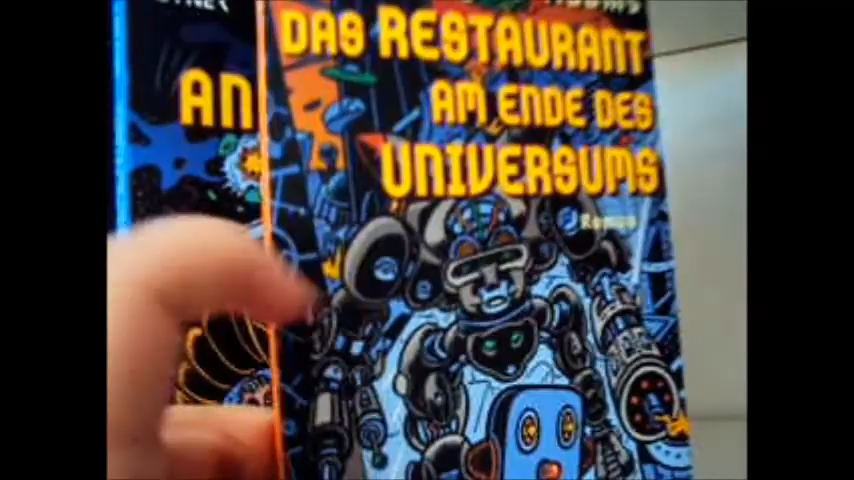 DAS RESTAURANT
AM ENDE DES
UNIVERSUMS
Roman
AN